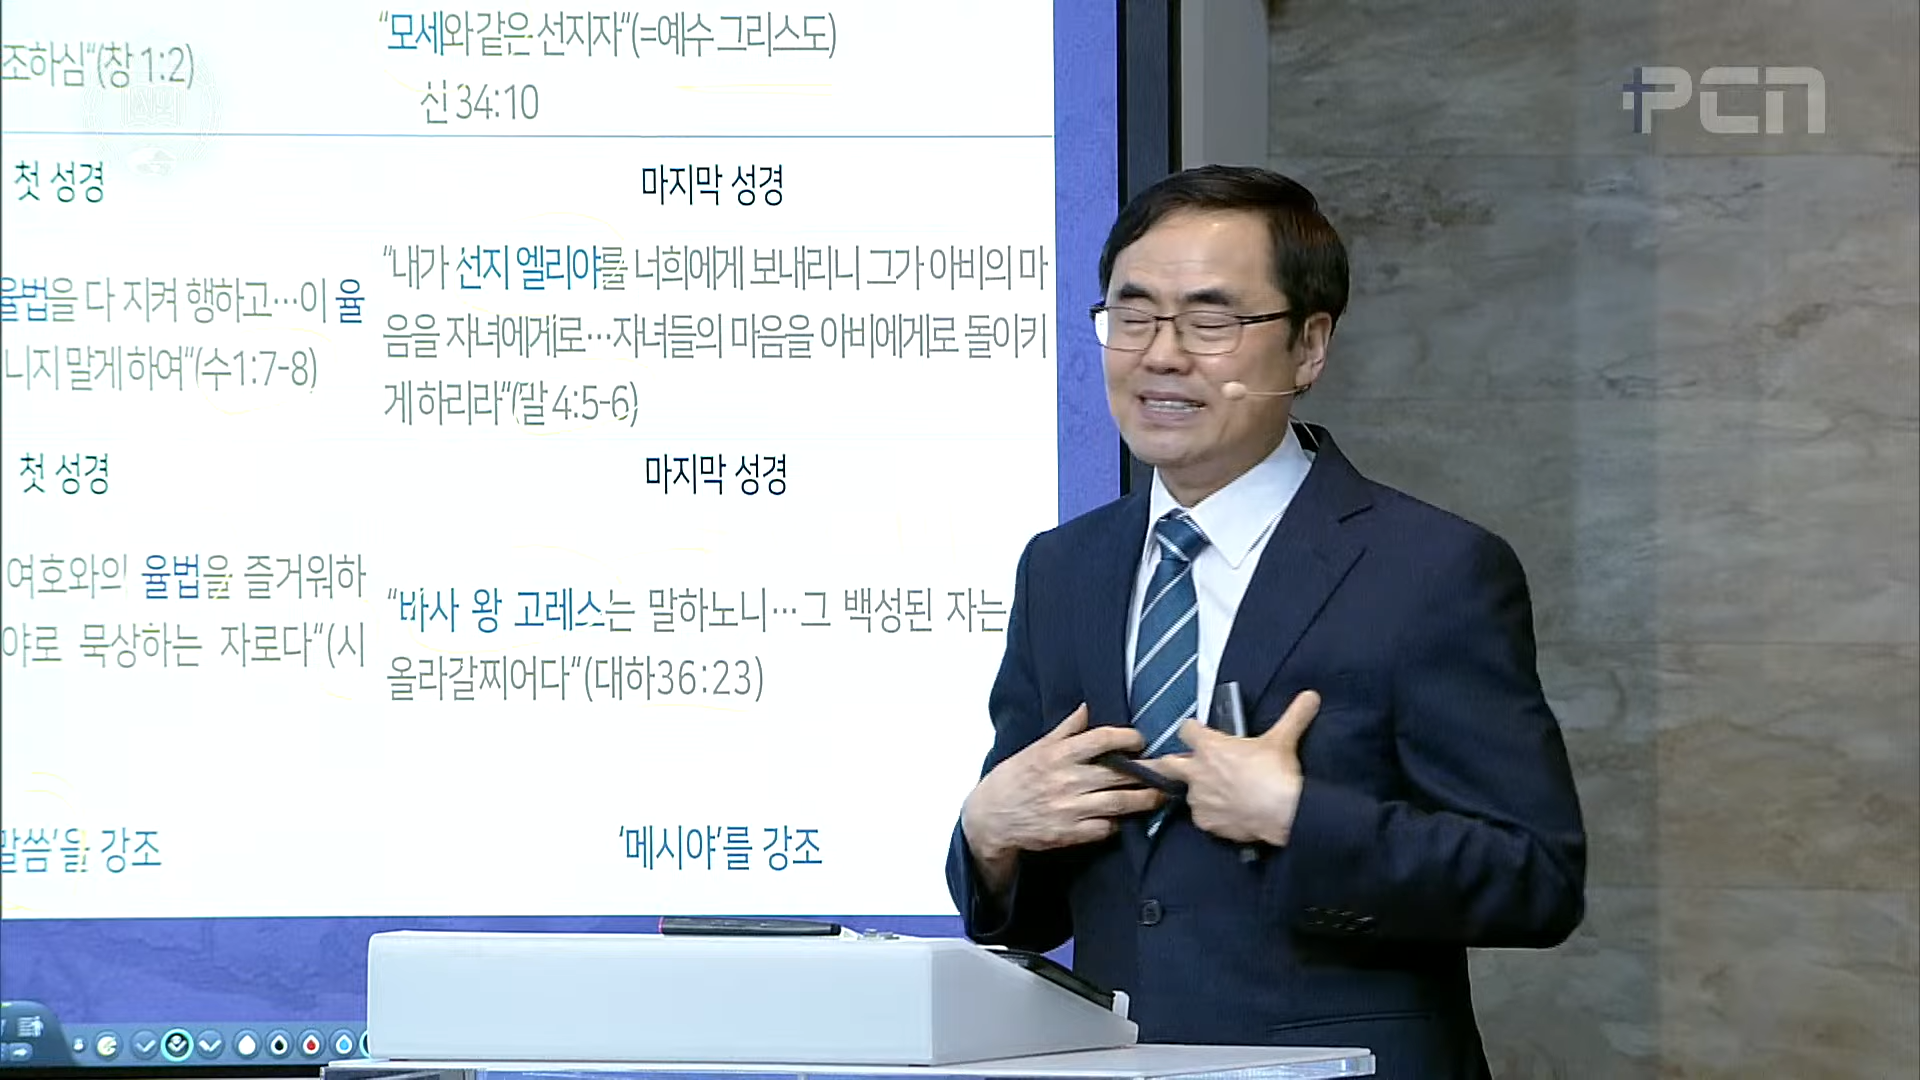 조하심“(창 1:2)
“모세와 같은 선지자“(=예수 그리스도)
신 34:10
첫 성경
마지막 성경
율법을 다 지켜 행하고…이 율
니지 말게 하여“(수1:7-8)
“내가 선지 엘리야를 너희에게 보내리니 그가 아비의 마
음을 자녀에게로…자녀들의 마음을 아비에게로 돌이키
게 하리라“(말 4:5-6)
첫 성경
마지막 성경
여호와의 율법을 즐거워하
야로 묵상하는 자로다“(시
“바사 왕 고레스는 말하노니…그 백성된 자는
올라갈찌어다“(대하36:23)
말씀‘을 강조
‘메시야‘를 강조
PCN